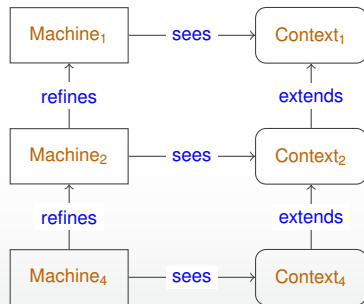 Machine₁ sees Context₁
refines extends
Machine₂ sees Context₂
refines extends
Machine₄ sees Context₄